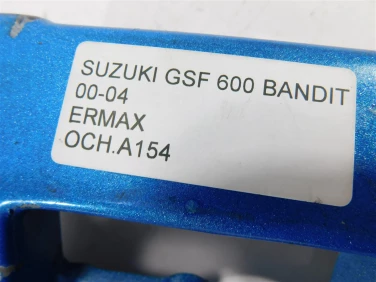 SUZUKI GSF 600 BANDIT
00-04
ERMAX
OCH.A154